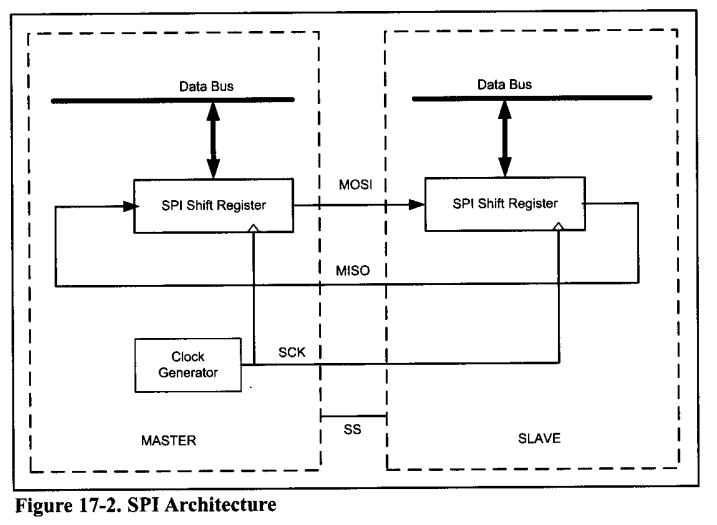 Data Bus
Data Bus
MOSI
SPI Shift Register
SPI Shift Register
MISO
Clock
Generator
SCK
SS
MASTER
SLAVE
Figure 17-2. SPI Architecture